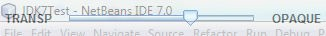 JDK7Test - NetBeans IDE 7.0
TRANSP OPAQUE
File Edit View Navigate Source Refactor Run Debug P